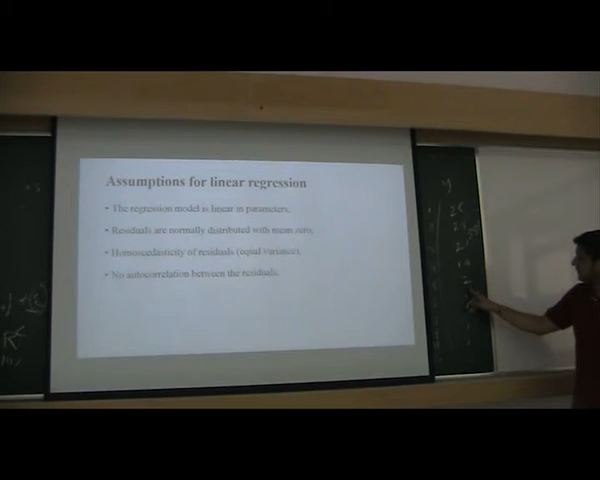 Assumptions for linear regression
• The regression model is linear in parameters.
• Residuals are normally distributed with mean zero.
• Homoscedasticity of residuals (equal variance).
• No autocorrelation between the residuals.
y